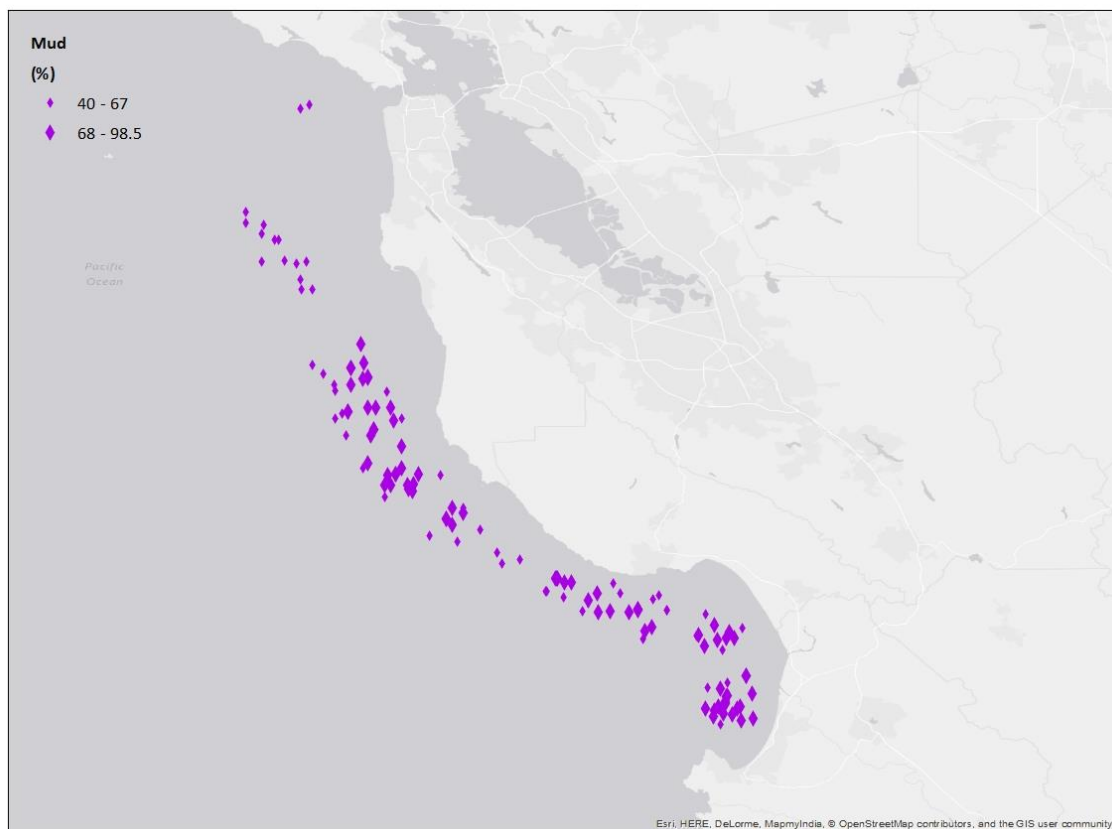 Mud
(%)
40 - 67
68 - 98.5
Pacific
Ocean
Esri, HERE, DeLorme, MapmyIndia, © OpenStreetMap contributors, and the GIS user community